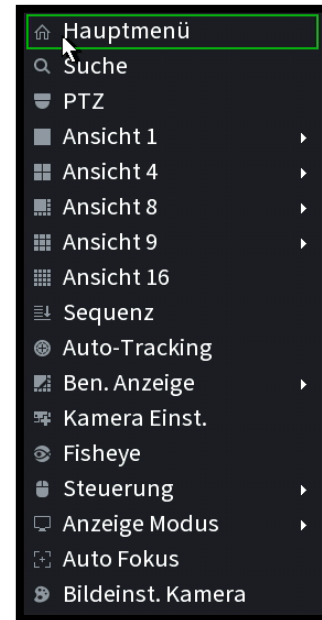 Hauptmenü
Suche
PTZ
Ansicht 1
Ansicht 4
Ansicht 8
Ansicht 9
Ansicht 16
Sequenz
Auto-Tracking
Ben. Anzeige
Kamera Einst.
Fisheye
Steuerung
Anzeige Modus
Auto Fokus
Bildeinst. Kamera